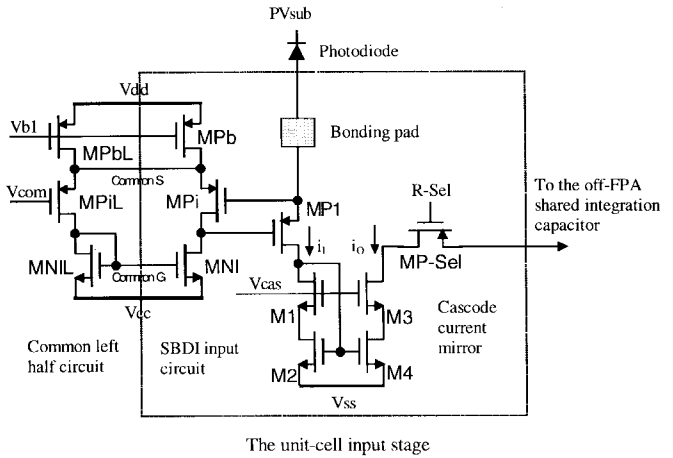 PVsub
Photodiode
Vdd
Vb1
MPbL
MPb
Bonding pad
Common S
Vcom
MPiL
MPi
MP1
R-Sel
To the off-FPA
shared integration
capacitor
iI
iO
MP-Sel
MNIL
Common G
MNI
Vcas
Vcc
M1
M3
Cascode
current
mirror
Common left
half circuit
SBDI input
circuit
M2
M4
Vss
The unit-cell input stage